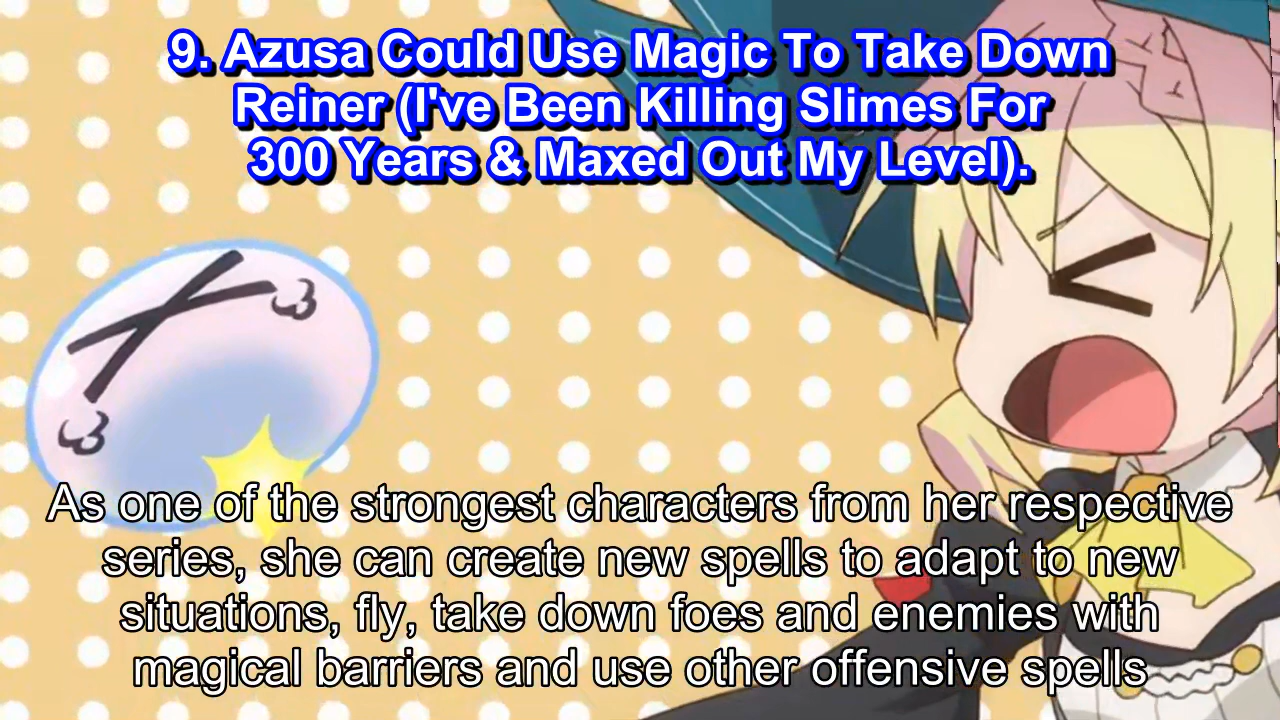 9. Azusa Could Use Magic To Take Down
Reiner (I've Been Killing Slimes For
300 Years & Maxed Out My Level).
As one of the strongest characters from her respective
series, she can create new spells to adapt to new
situations, fly, take down foes and enemies with
magical barriers and use other offensive spells